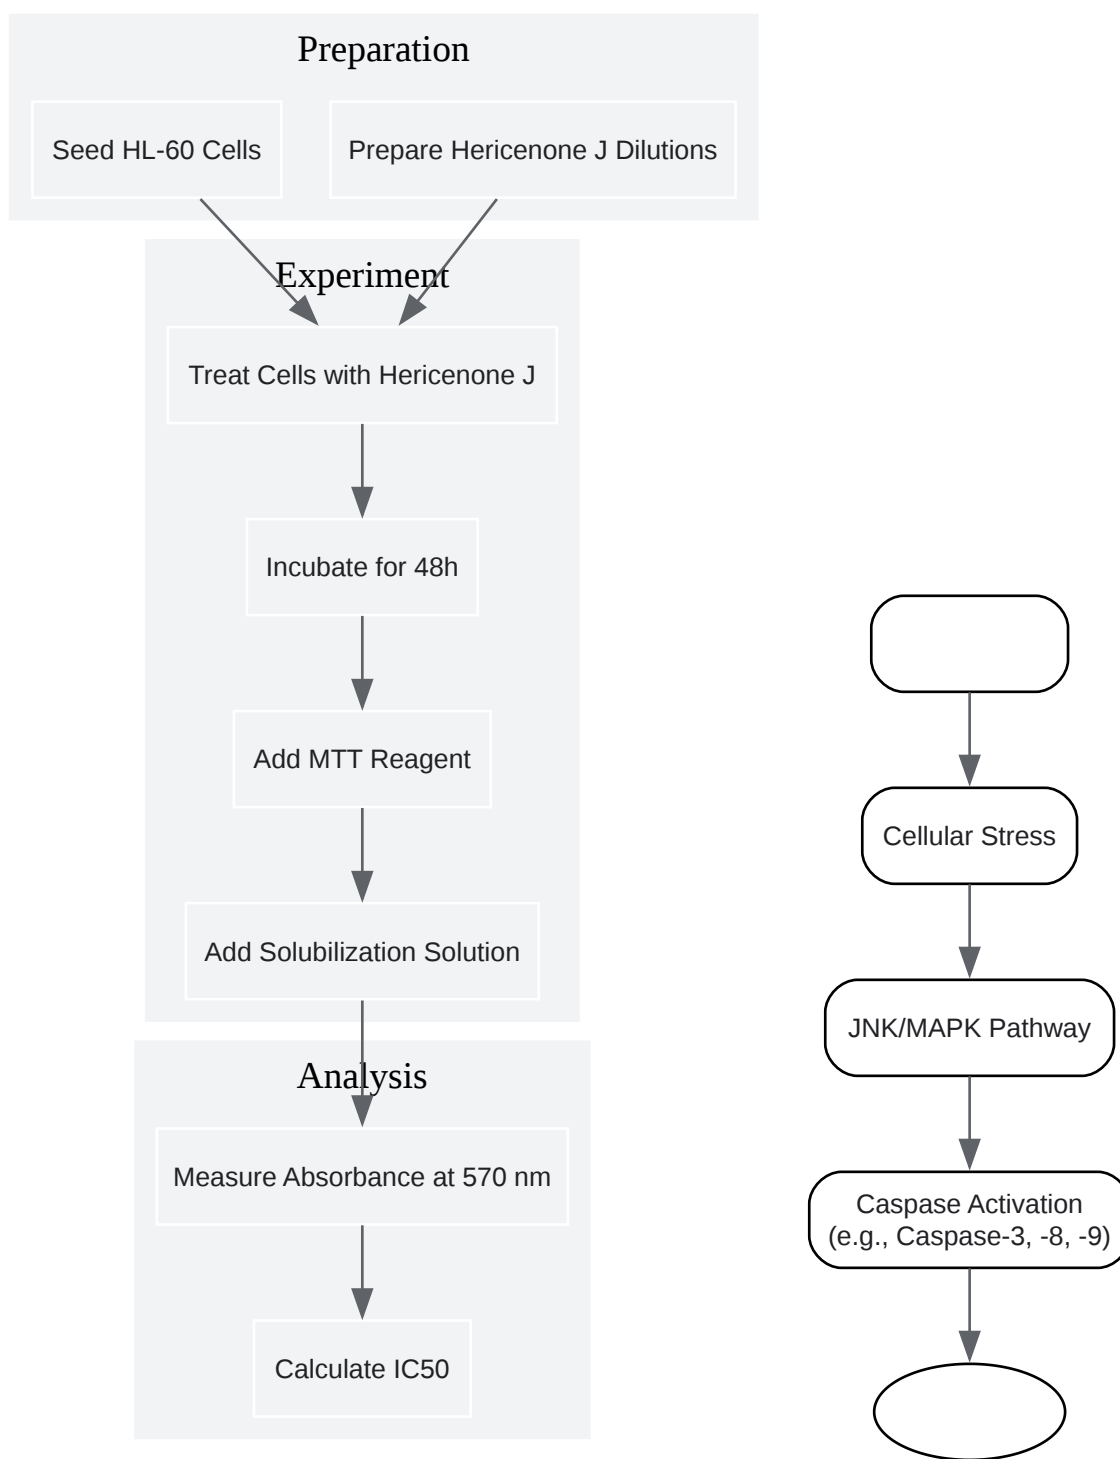 Preparation
Seed HL-60 Cells
Prepare Hericenone J Dilutions
Experiment
Treat Cells with Hericenone J
Incubate for 48h
Add MTT Reagent
Add Solubilization Solution
Analysis
Measure Absorbance at 570 nm
Calculate IC50
Cellular Stress
JNK/MAPK Pathway
Caspase Activation
(e.g., Caspase-3, -8, -9)